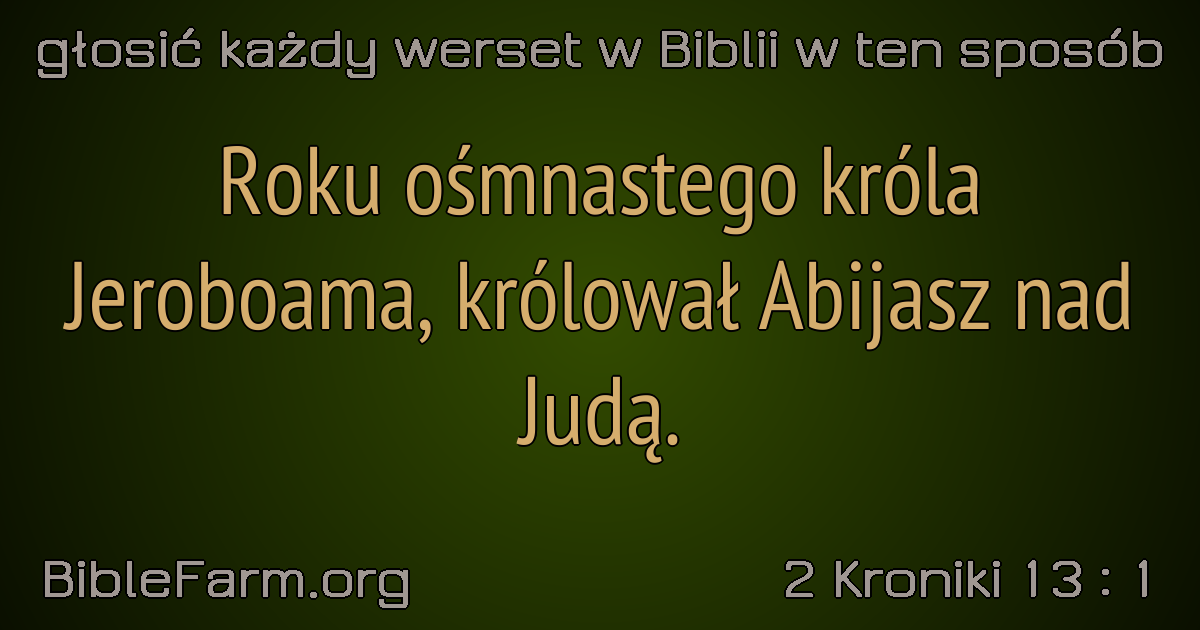 głosić każdy werset w Biblii w ten sposób
Roku ośmnastego króla
Jeroboama, królował Abijasz nad
Judą.
BibleFarm.org
2 Kroniki 13 : 1